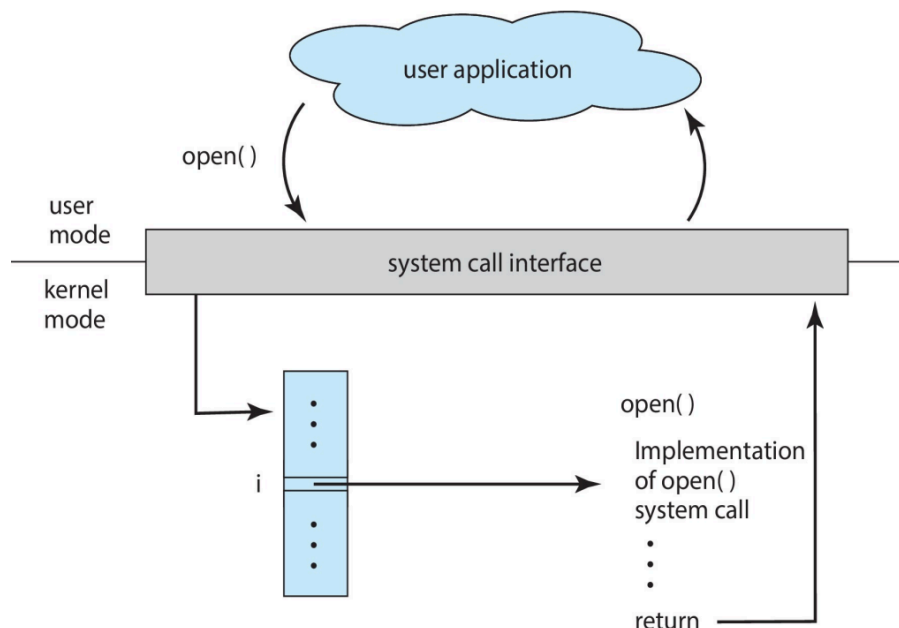 user application
open( )
user
mode
system call interface
kernel
mode
open( )
Implementation
of open( )
system call
i
return